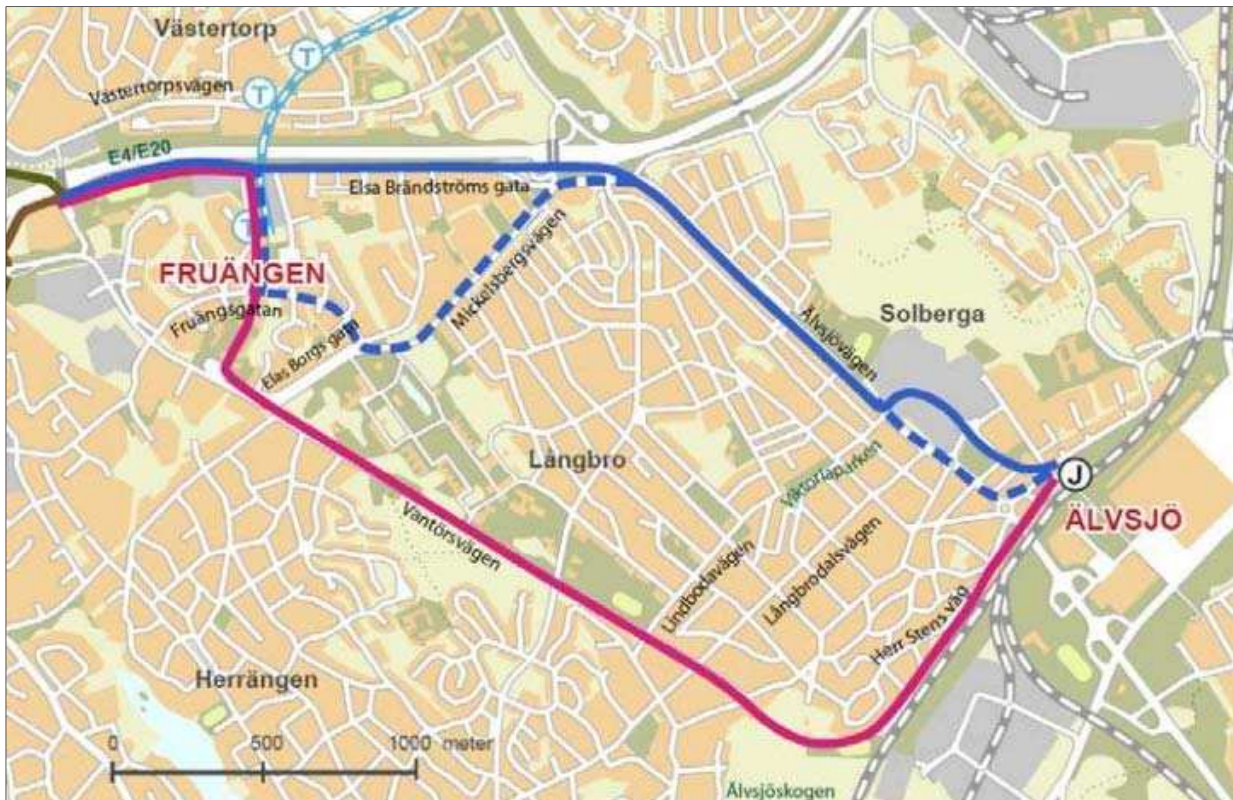 Västertorp
T
Västertorpsvägen
T
E4/E20
Elsa Brändströms gata
T
FRUÄNGEN
Mickelsbergsvägen
Fruängsgatan
Elas Borgs gata
Solberga
Älvsjövägen
Långbro
Viktoriaparken
J
ÄLVSJÖ
Vantörsvägen
Lindbodavägen
Långbrodalsvägen
Herr Stens väg
Herrängen
0 500 1000 meter
Älvsjöskogen